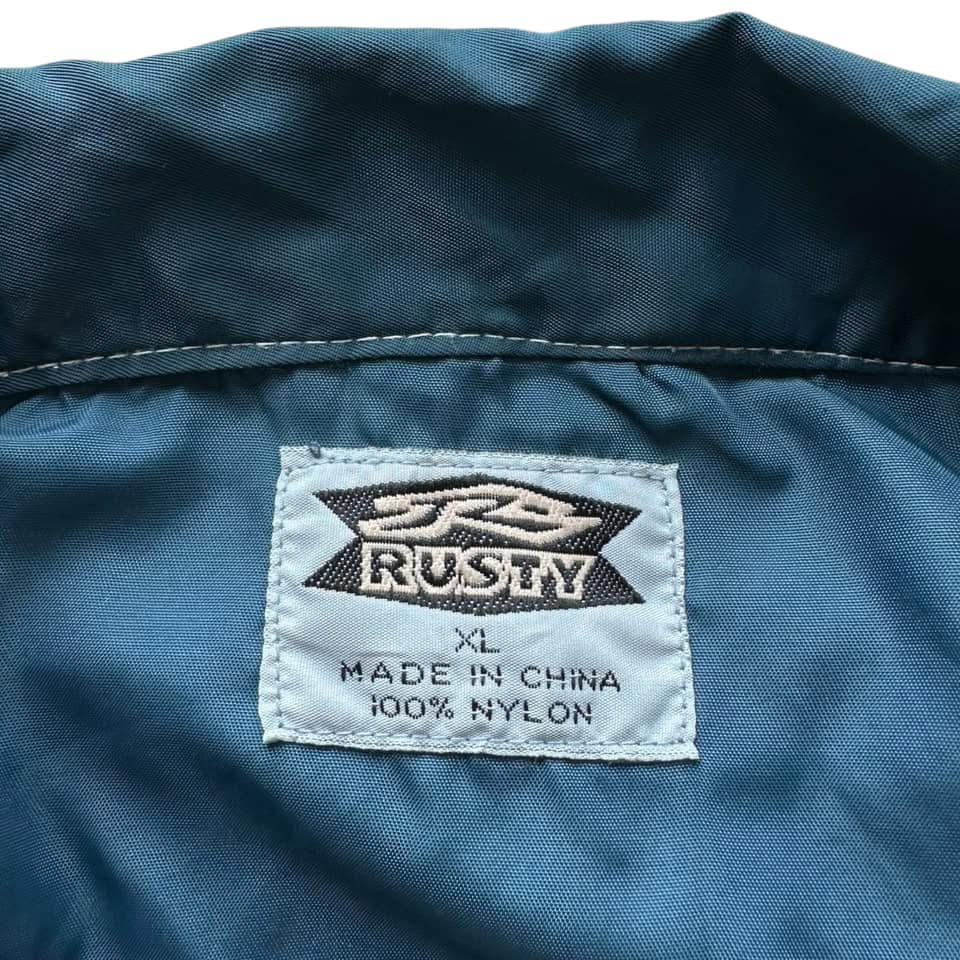 RUSTY
XL
MADE IN CHINA
100% NYLON